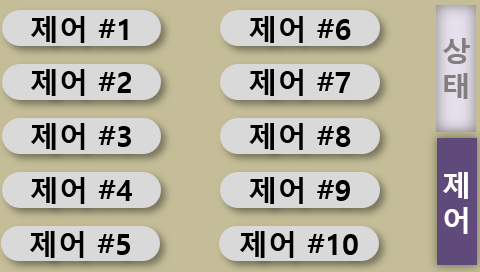 제어 #1
제어 #2
제어 #3
제어 #4
제어 #5
제어 #6
제어 #7
제어 #8
제어 #9
제어 #10
상태
제어